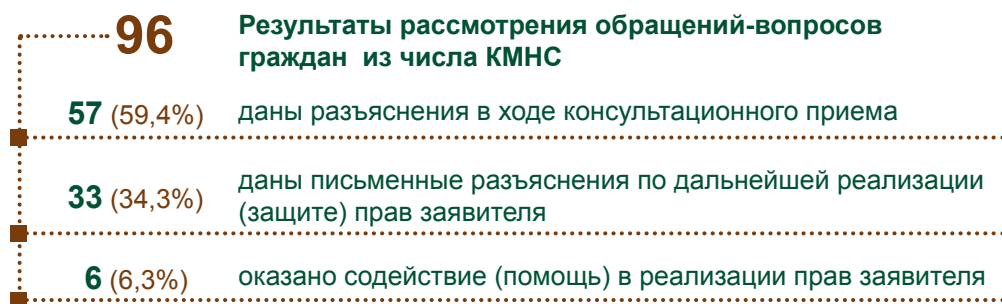 96
Результаты рассмотрения обращений-вопросов
граждан из числа КМНС
57 (59,4%) даны разъяснения в ходе консультационного приема
33 (34,3%) даны письменные разъяснения по дальнейшей реализации
(защите) прав заявителя
6 (6,3%) оказано содействие (помощь) в реализации прав заявителя